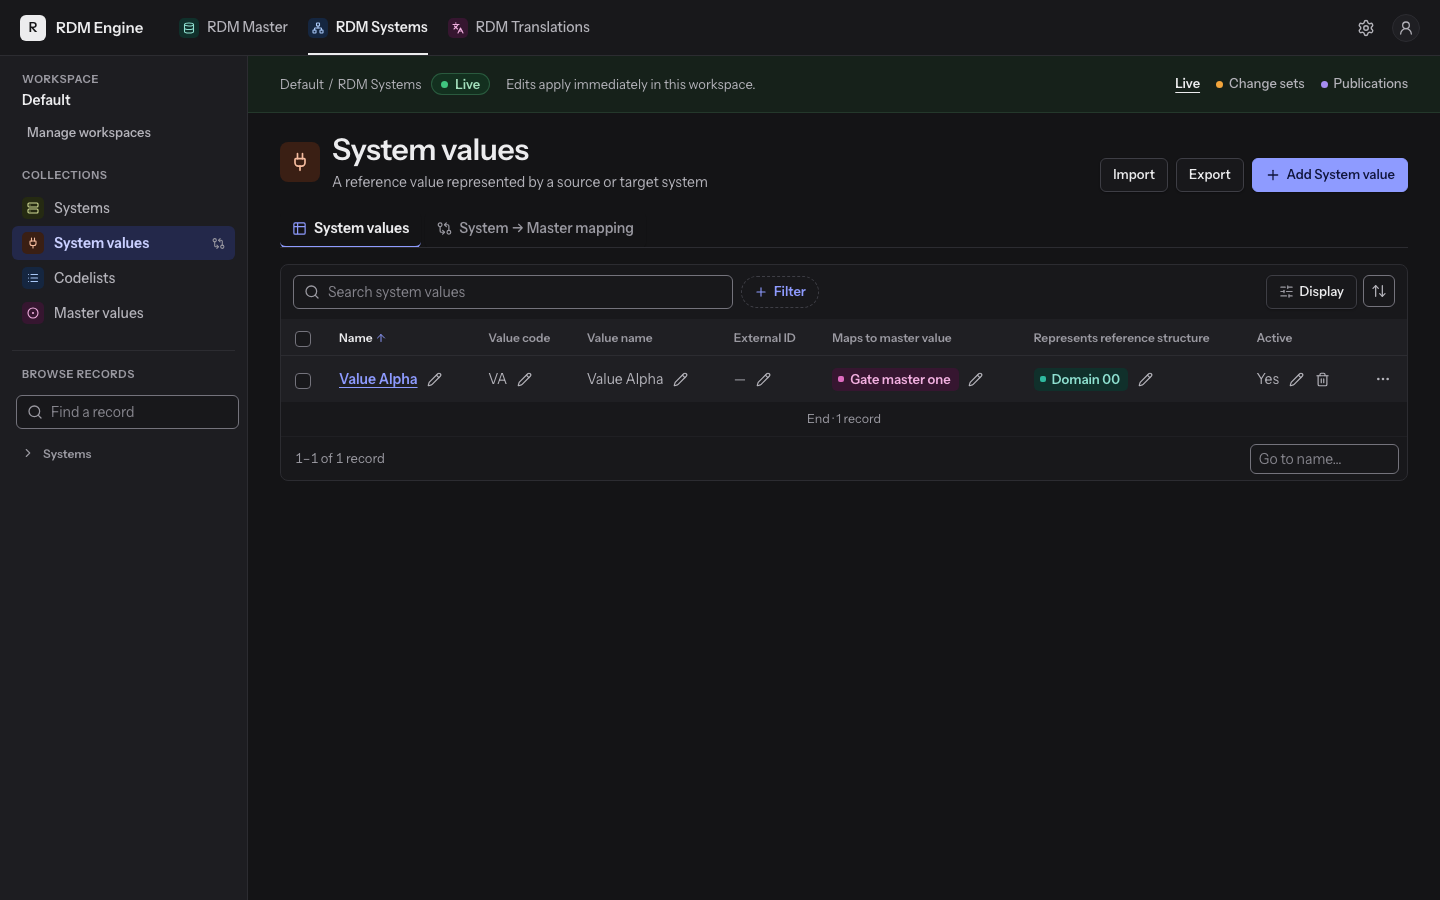 R RDM Engine RDM Master RDM Systems RDM Translations
WORKSPACE
Default
Manage workspaces
COLLECTIONS
Systems
System values
Codelists
Master values
BROWSE RECORDS
Find a record
Systems
Default / RDM Systems Live Edits apply immediately in this workspace. Live Change sets Publications
System values
A reference value represented by a source or target system
Import Export + Add System value
System values System → Master mapping
Search system values + Filter Display
Name ↑ Value code Value name External ID Maps to master value Represents reference structure Active
Value Alpha VA Value Alpha — Gate master one Domain 00 Yes ...
End · 1 record
1–1 of 1 record Go to name...